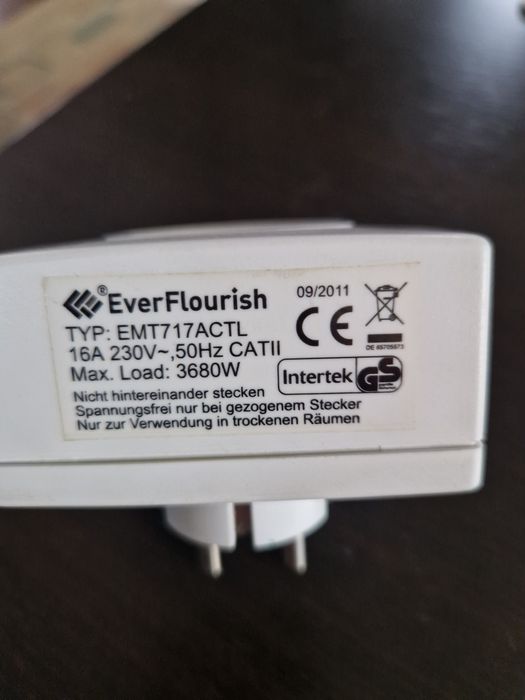 EverFlourish®
09/2011
TYP: EMT717ACTL
CE
16A 230V~,50Hz CATII
Max. Load: 3680W
Intertek GS
Nicht hintereinander stecken
Spannungsfrei nur bei gezogenem Stecker
Nur zur Verwendung in trockenen Räumen